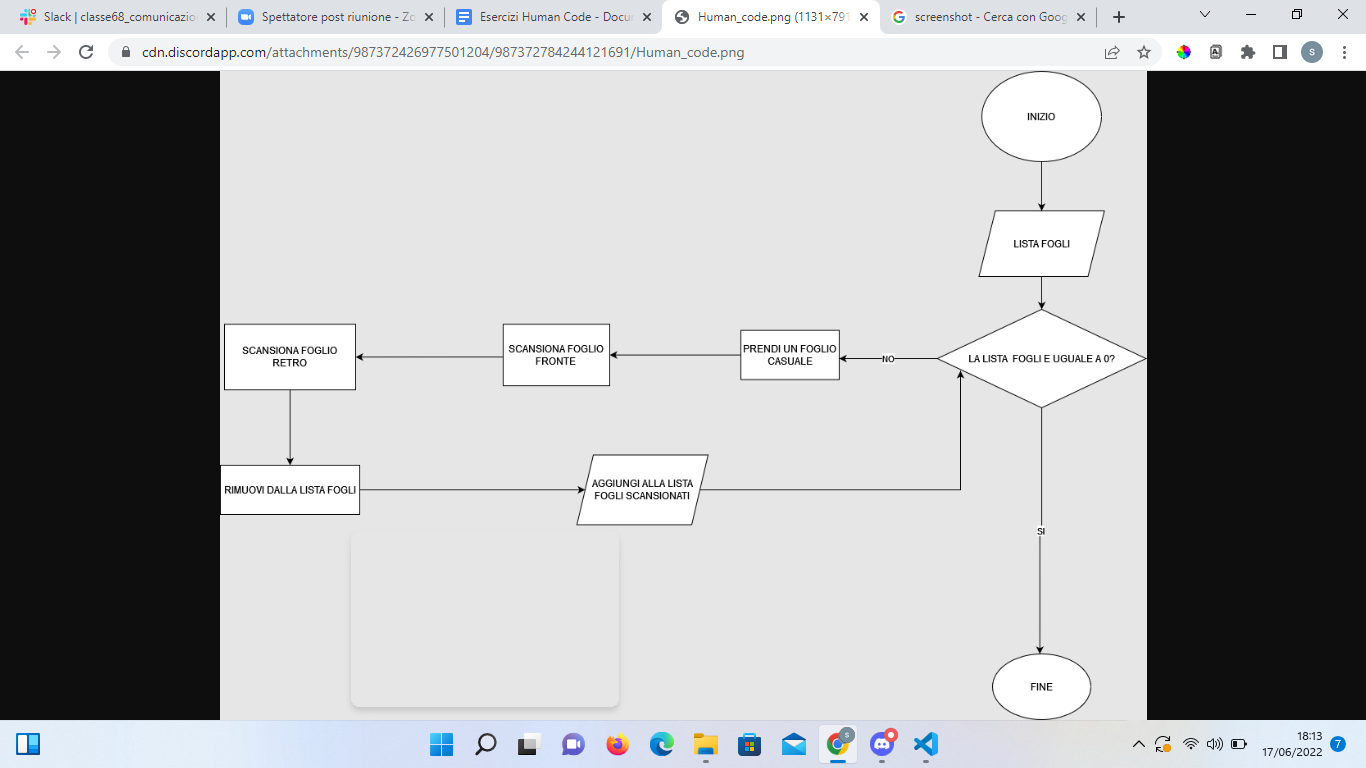 Slack | classe68_comunicazio
Spettatore post riunione - Zo
Esercizi Human Code - Docu
Human_code.png (1131×791
screenshot - Cerca con Goog
cdn.discordapp.com/attachments/987372426977501204/987372784244121691/Human_code.png
S
INIZIO
LISTA FOGLI
LA LISTA FOGLI E UGUALE A 0?
NO
PRENDI UN FOGLIO
CASUALE
SCANSIONA FOGLIO
FRONTE
SCANSIONA FOGLIO
RETRO
RIMUOVI DALLA LISTA FOGLI
AGGIUNGI ALLA LISTA
FOGLI SCANSIONATI
SI
FINE
S
18:13
17/06/2022
7